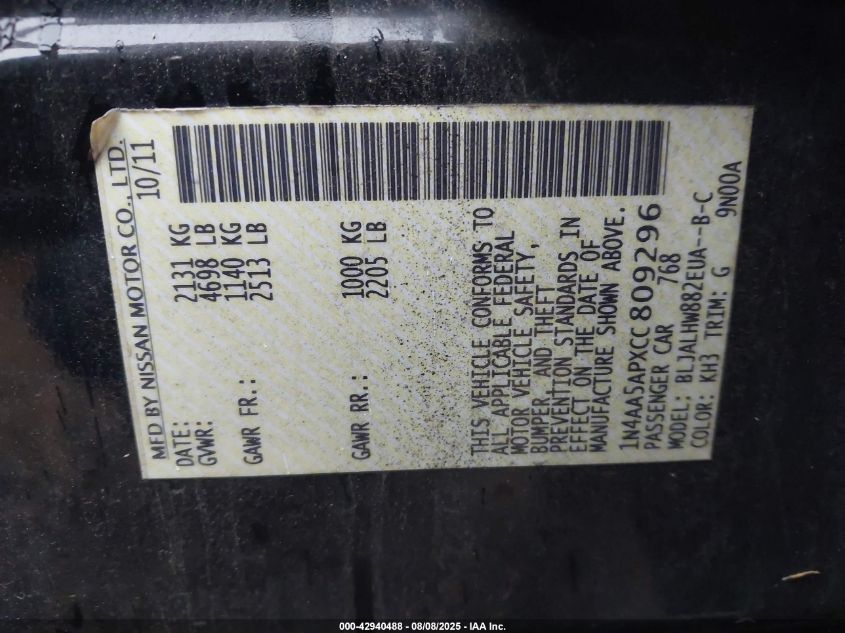 MFD BY NISSAN MOTOR CO., LTD.
DATE: 10/11
GVWR: 2131 KG
4698 LB
GAWR FR.: 1140 KG
2513 LB
GAWR RR.: 1000 KG
2205 LB
THIS VEHICLE CONFORMS TO
ALL APPLICABLE FEDERAL
MOTOR VEHICLE SAFETY,
BUMPER, AND THEFT
PREVENTION STANDARDS IN
EFFECT ON THE DATE OF
MANUFACTURE SHOWN ABOVE.
1N4AA5APXCC809296
PASSENGER CAR 768
MODEL: BLJALHW882EUA--B-C
COLOR: KH3 TRIM: G 9N00A
000-42940488 - 08/08/2025 - IAA Inc.